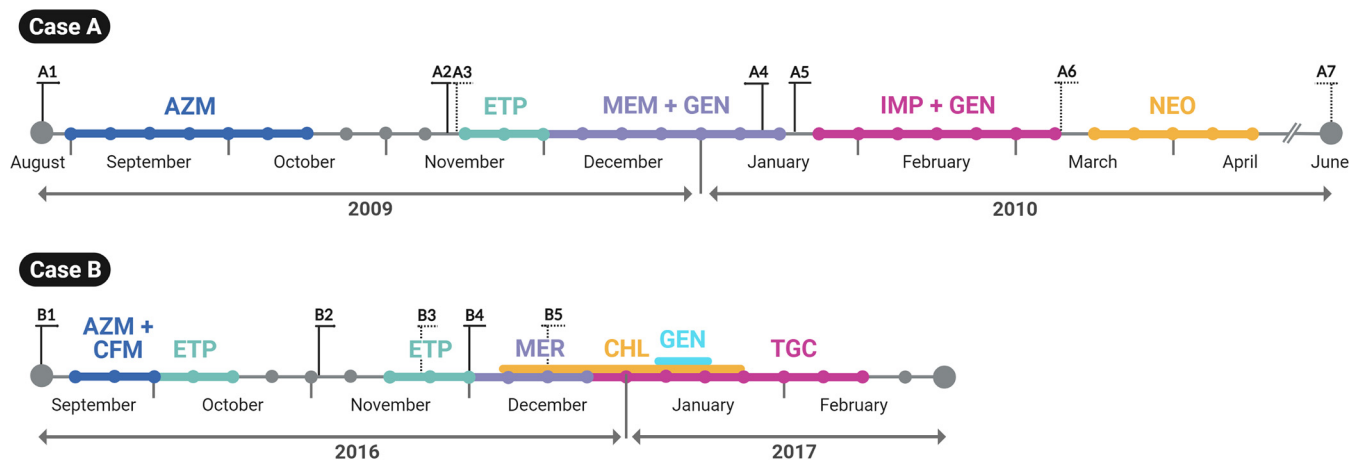 Case A
A1 A2 A3 A4 A5 A6 A7
AZM ETP MEM + GEN IMP + GEN NEO
August September October November December January February March April June
2009 2010
Case B
B1 B2 B3 B4 B5
AZM +
CFM ETP ETP MER CHL GEN TGC
September October November December January February
2016 2017